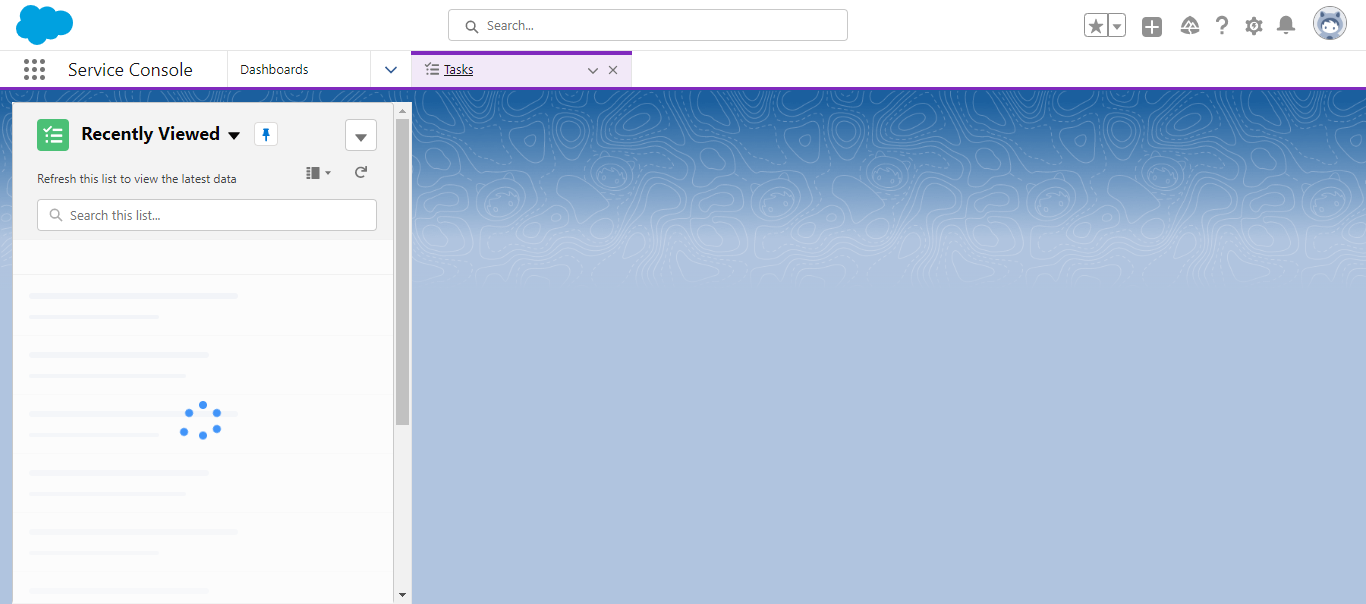 Search...
Service Console
Dashboards
Tasks
Recently Viewed
Refresh this list to view the latest data
Search this list...